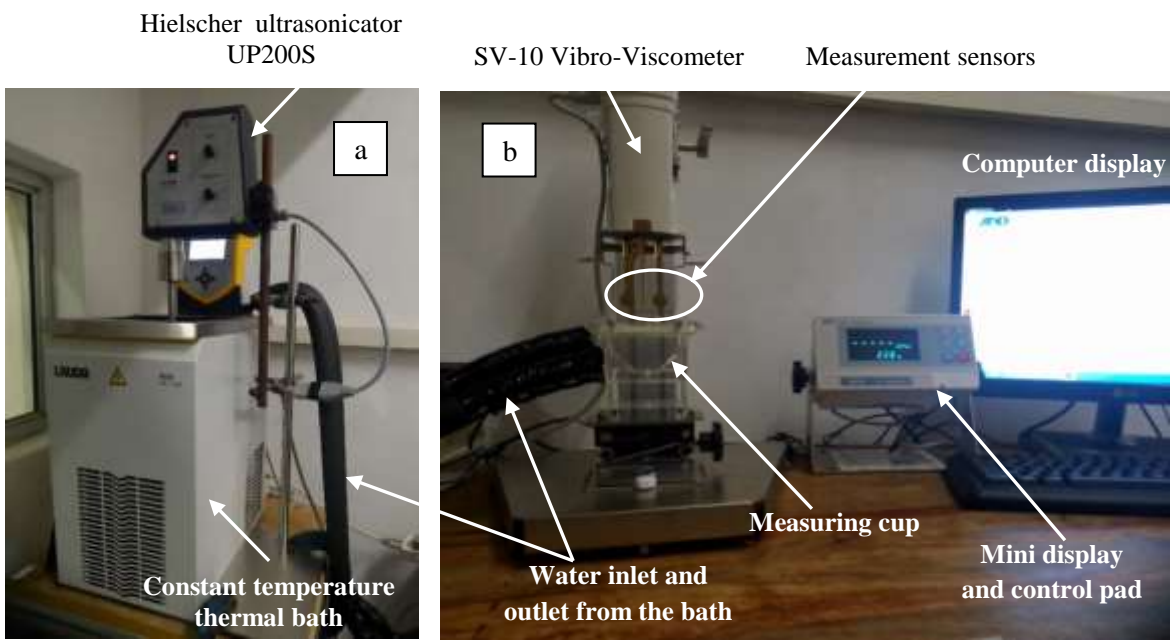 Hielscher ultrasonicator
UP200S
SV-10 Vibro-Viscometer
Measurement sensors
a
b
Computer display
LAUDA
AND
Measuring cup
Constant temperature
thermal bath
Water inlet and
outlet from the bath
Mini display
and control pad